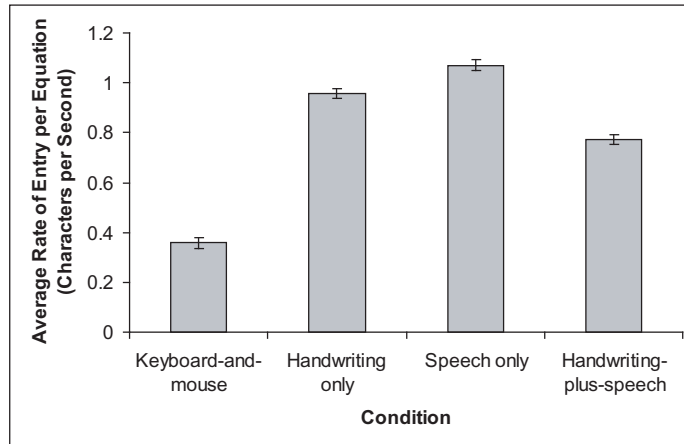 Average Rate of Entry per Equation
(Characters per Second)
1.2
1
0.8
0.6
0.4
0.2
0
Keyboard-and-
mouse
Handwriting
only
Speech only
Handwriting-
plus-speech
Condition